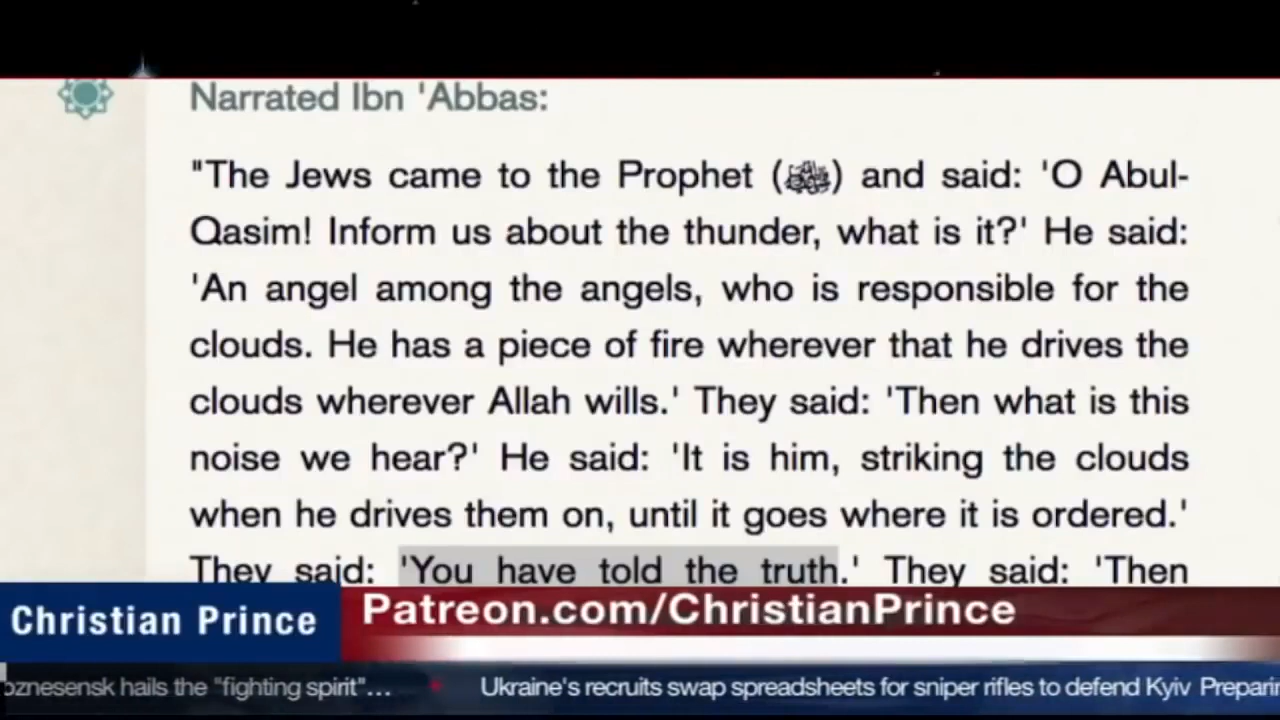 Narrated Ibn 'Abbas:
"The Jews came to the Prophet (ﷺ) and said: 'O Abul-
Qasim! Inform us about the thunder, what is it?' He said:
'An angel among the angels, who is responsible for the
clouds. He has a piece of fire wherever that he drives the
clouds wherever Allah wills.' They said: 'Then what is this
noise we hear?' He said: 'It is him, striking the clouds
when he drives them on, until it goes where it is ordered.'
They said: 'You have told the truth.' They said: 'Then
Christian Prince
Patreon.com/ChristianPrince
oznesensk hails the "fighting spirit"... Ukraine's recruits swap spreadsheets for sniper rifles to defend Kyiv Preparin